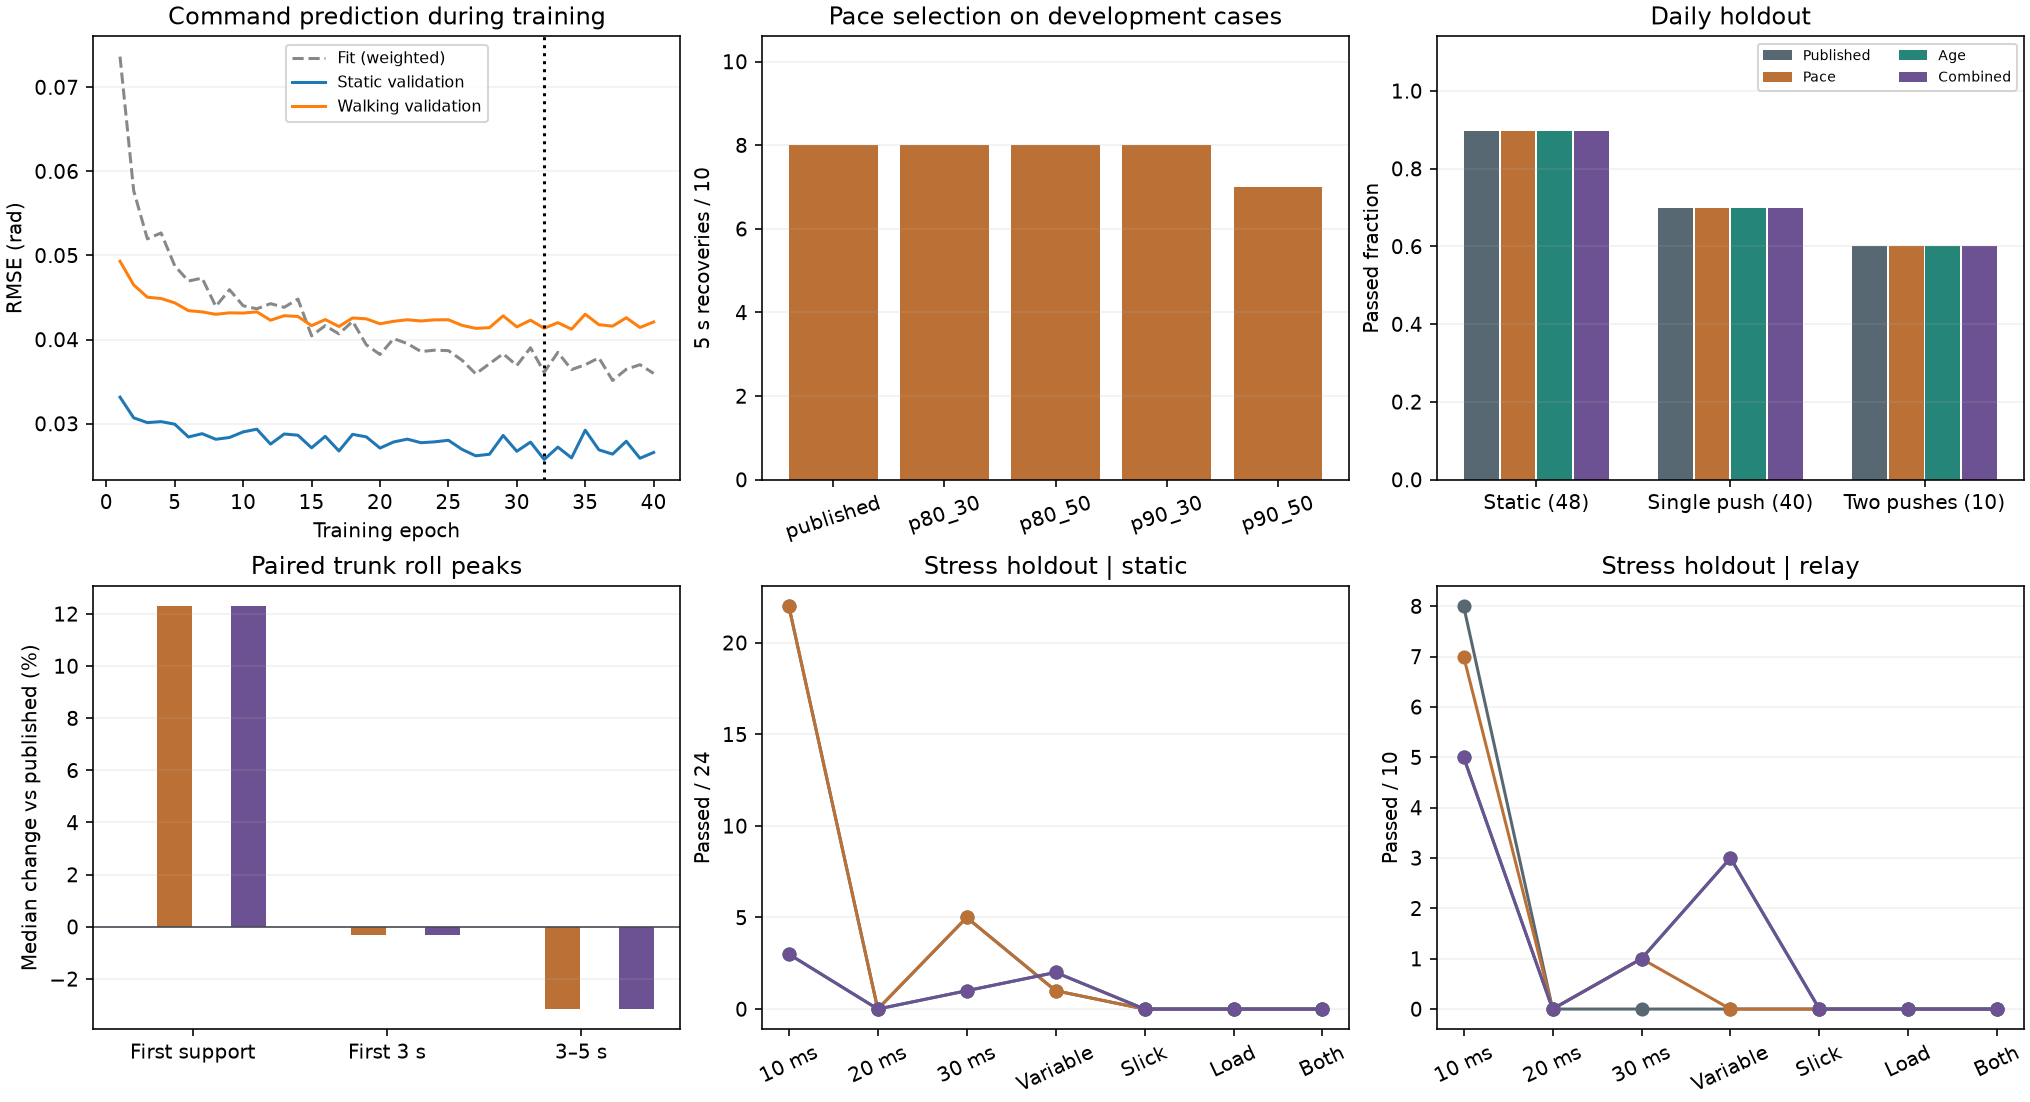 Command prediction during training
Fit (weighted)
Static validation
Walking validation
0.07
0.06
0.05
0.04
0.03
RMSE (rad)
0 5 10 15 20 25 30 35 40
Training epoch
Pace selection on development cases
10
8
6
4
2
0
5 s recoveries / 10
published p80_30 p80_50 p90_30 p90_50
Daily holdout
Published Age
Pace Combined
1.0
0.8
0.6
0.4
0.2
0.0
Passed fraction
Static (48) Single push (40) Two pushes (10)
Paired trunk roll peaks
12
10
8
6
4
2
0
−2
Median change vs published (%)
First support First 3 s 3–5 s
Stress holdout | static
20
15
10
5
0
Passed / 24
10 ms 20 ms 30 ms Variable Slick Load Both
Stress holdout | relay
8
7
6
5
4
3
2
1
0
Passed / 10
10 ms 20 ms 30 ms Variable Slick Load Both